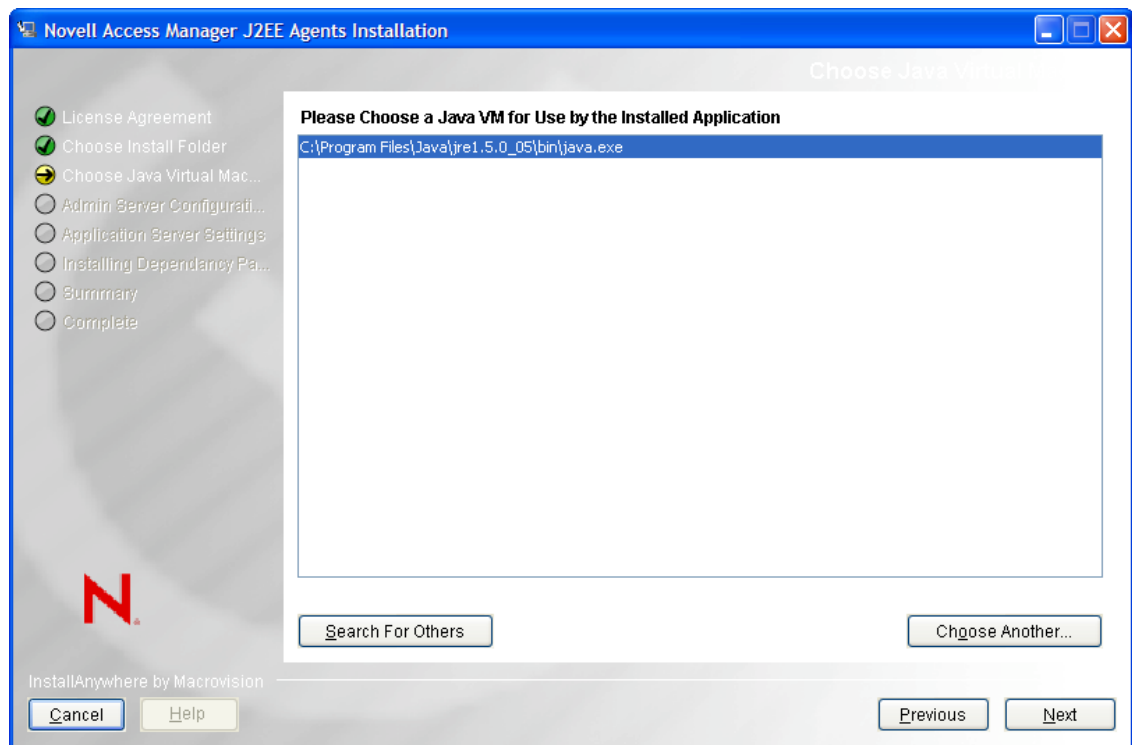 Novell Access Manager J2EE Agents Installation
Choose Java Virtual
License Agreement
Choose Install Folder
Choose Java Virtual Mac...
Admin Server Configurati...
Application Server Settings
Installing Dependancy Pa...
Summary
Complete
Please Choose a Java VM for Use by the Installed Application
C:\Program Files\Java\jre1.5.0_05\bin\java.exe
N
Search For Others
Choose Another...
InstallAnywhere by Macrovision
Cancel
Help
Previous
Next